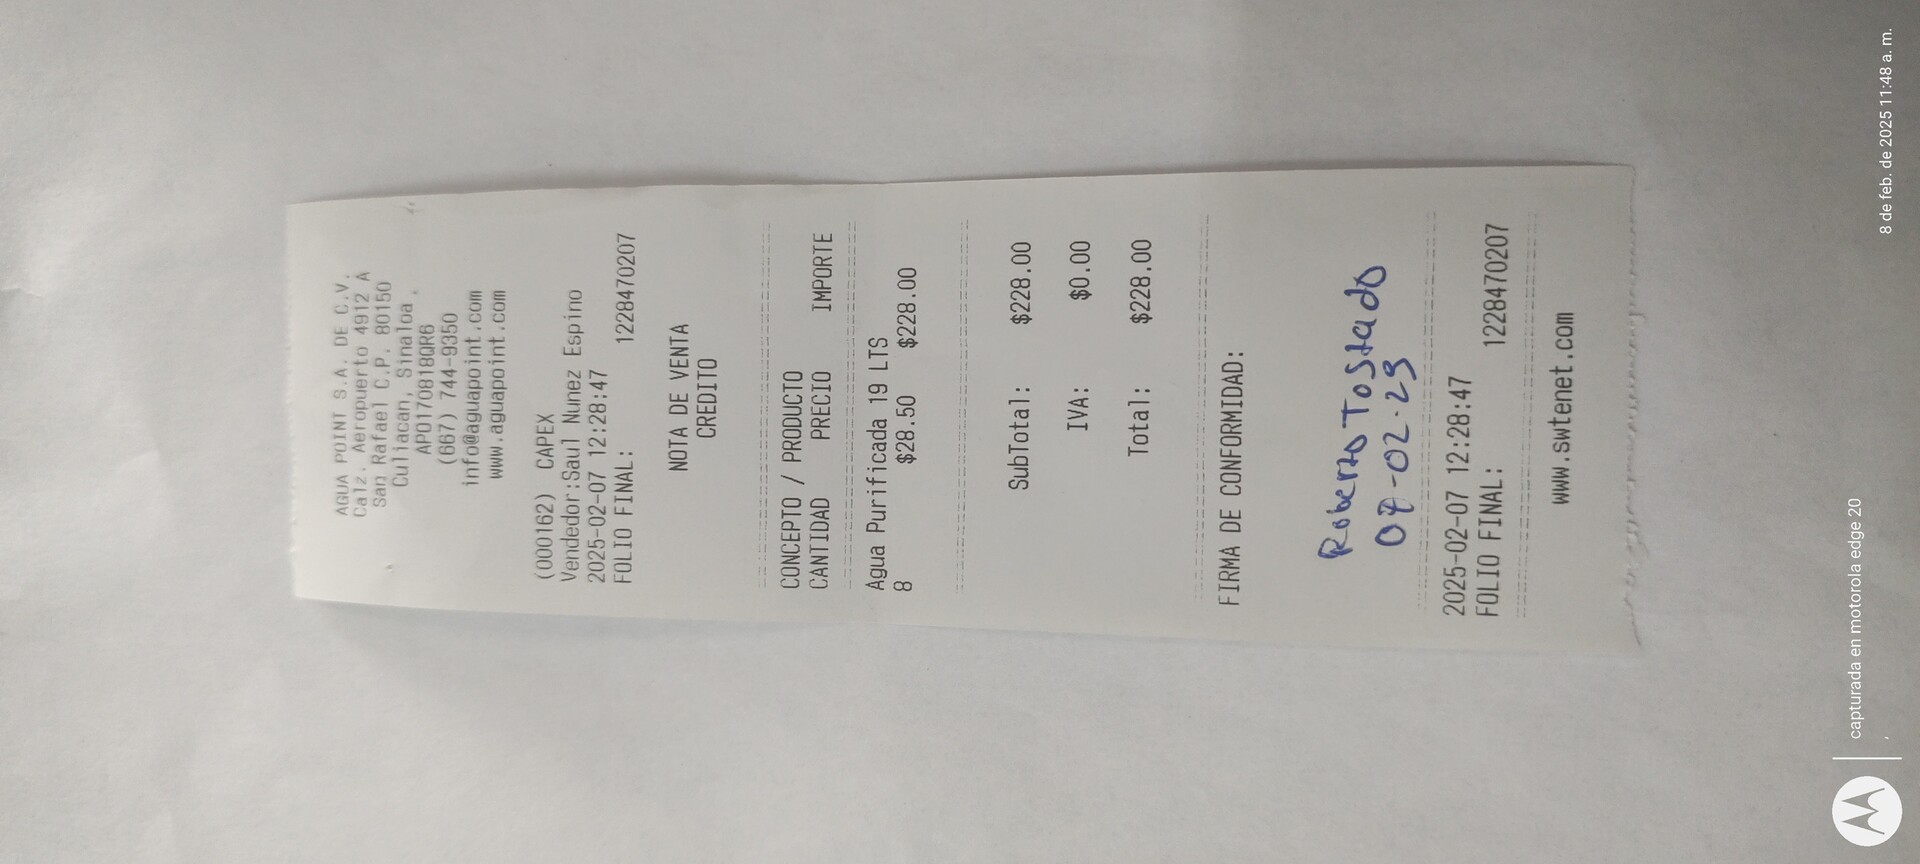 AGUA POINT S.A. DE C.V.
Calz. Aeropuerto 4912 A
San Rafael C.P. 80150
Culiacan, Sinaloa .
APO170818QR6
(667) 744-9350
info@aguapoint.com
www.aguapoint.com
(000162) CAPEX
Vendedor:Saul Nunez Espino
2025-02-07 12:28:47
FOLIO FINAL: 1228470207
NOTA DE VENTA
CREDITO
CONCEPTO / PRODUCTO
CANTIDAD PRECIO IMPORTE
Agua Purificada 19 LTS
8 $28.50 $228.00
SubTotal: $228.00
IVA: $0.00
Total: $228.00
FIRMA DE CONFORMIDAD:
Roberto Tostado
07-02-23
2025-02-07 12:28:47
FOLIO FINAL: 1228470207
www.swtenet.com
capturada en motorola edge 20
8 de feb. de 2025 11:48 a. m.